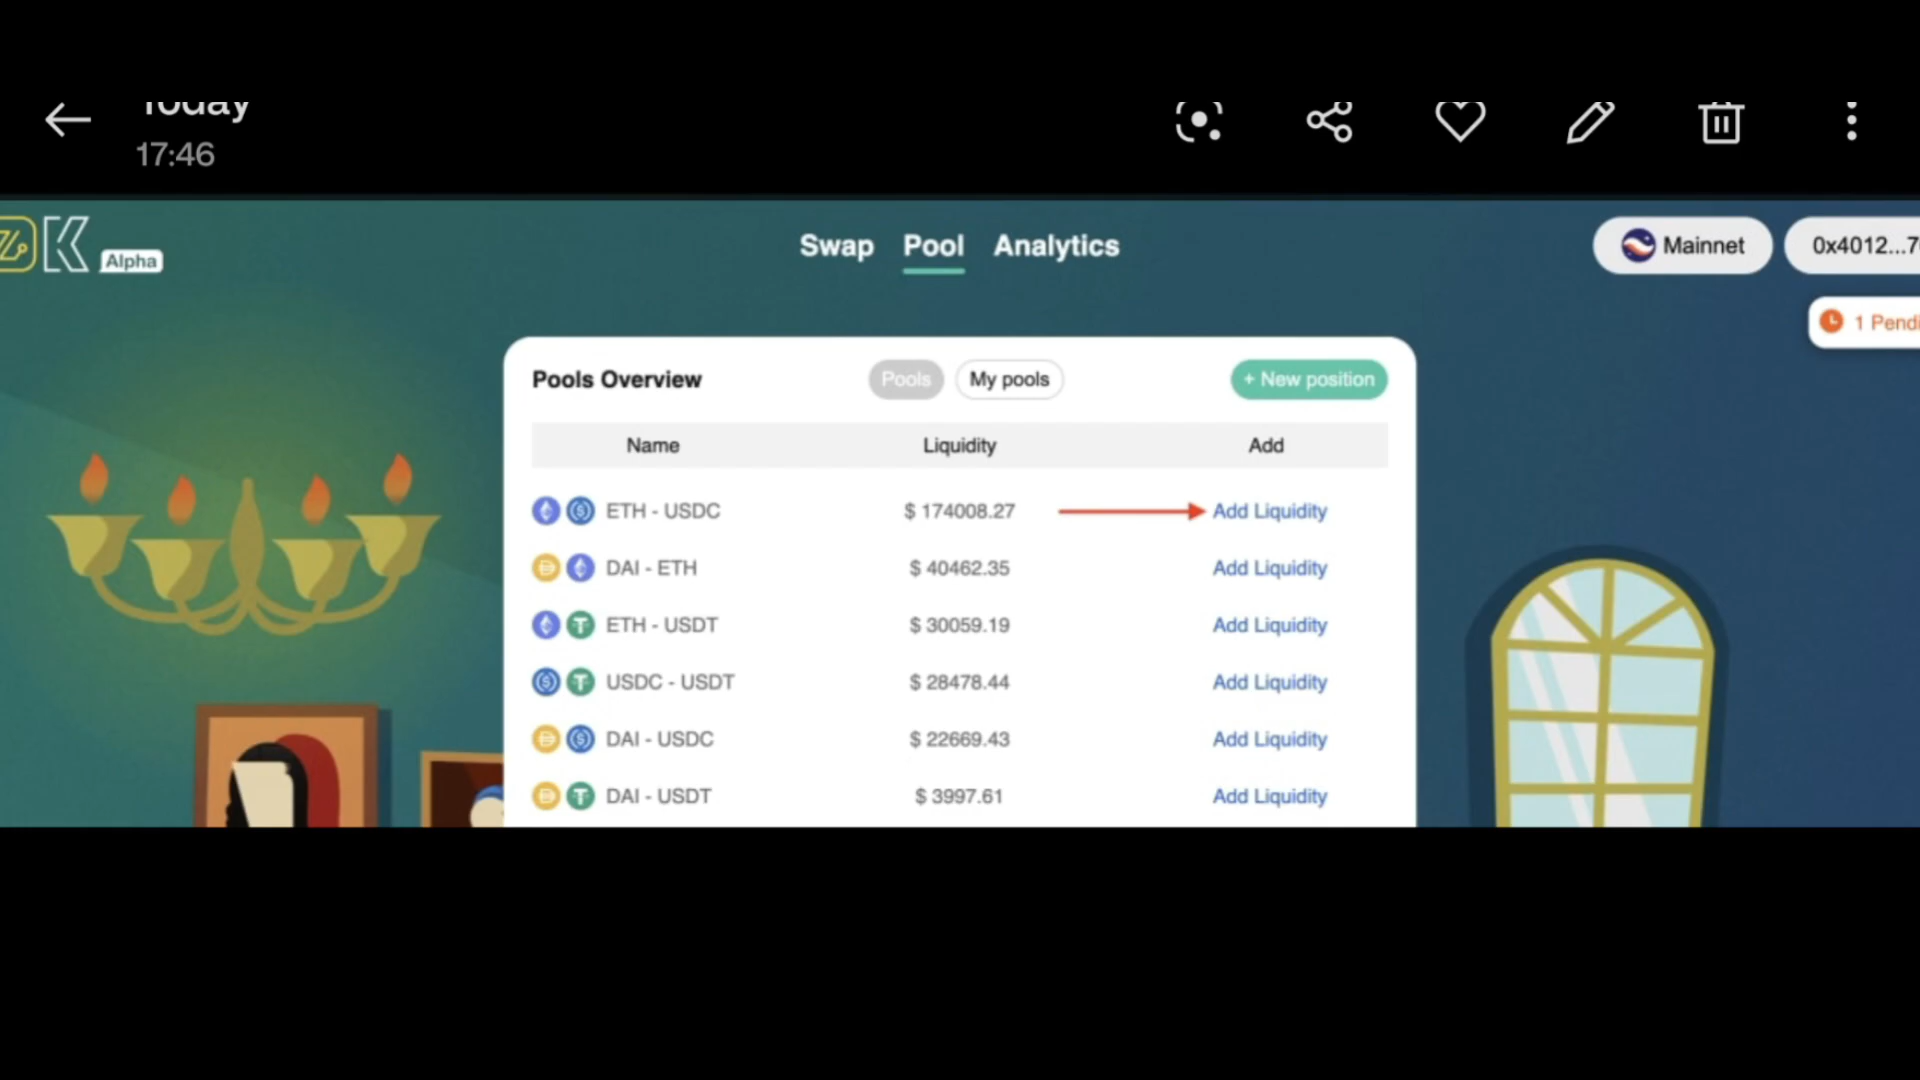 Today
17:46
K Alpha
Swap Pool Analytics
Mainnet
0x4012...7
1 Pendi
Pools Overview
Pools
My pools
+ New position
Name Liquidity Add
ETH - USDC $ 174008.27 Add Liquidity
DAI - ETH $ 40462.35 Add Liquidity
ETH - USDT $ 30059.19 Add Liquidity
USDC - USDT $ 28478.44 Add Liquidity
DAI - USDC $ 22669.43 Add Liquidity
DAI - USDT $ 3997.61 Add Liquidity